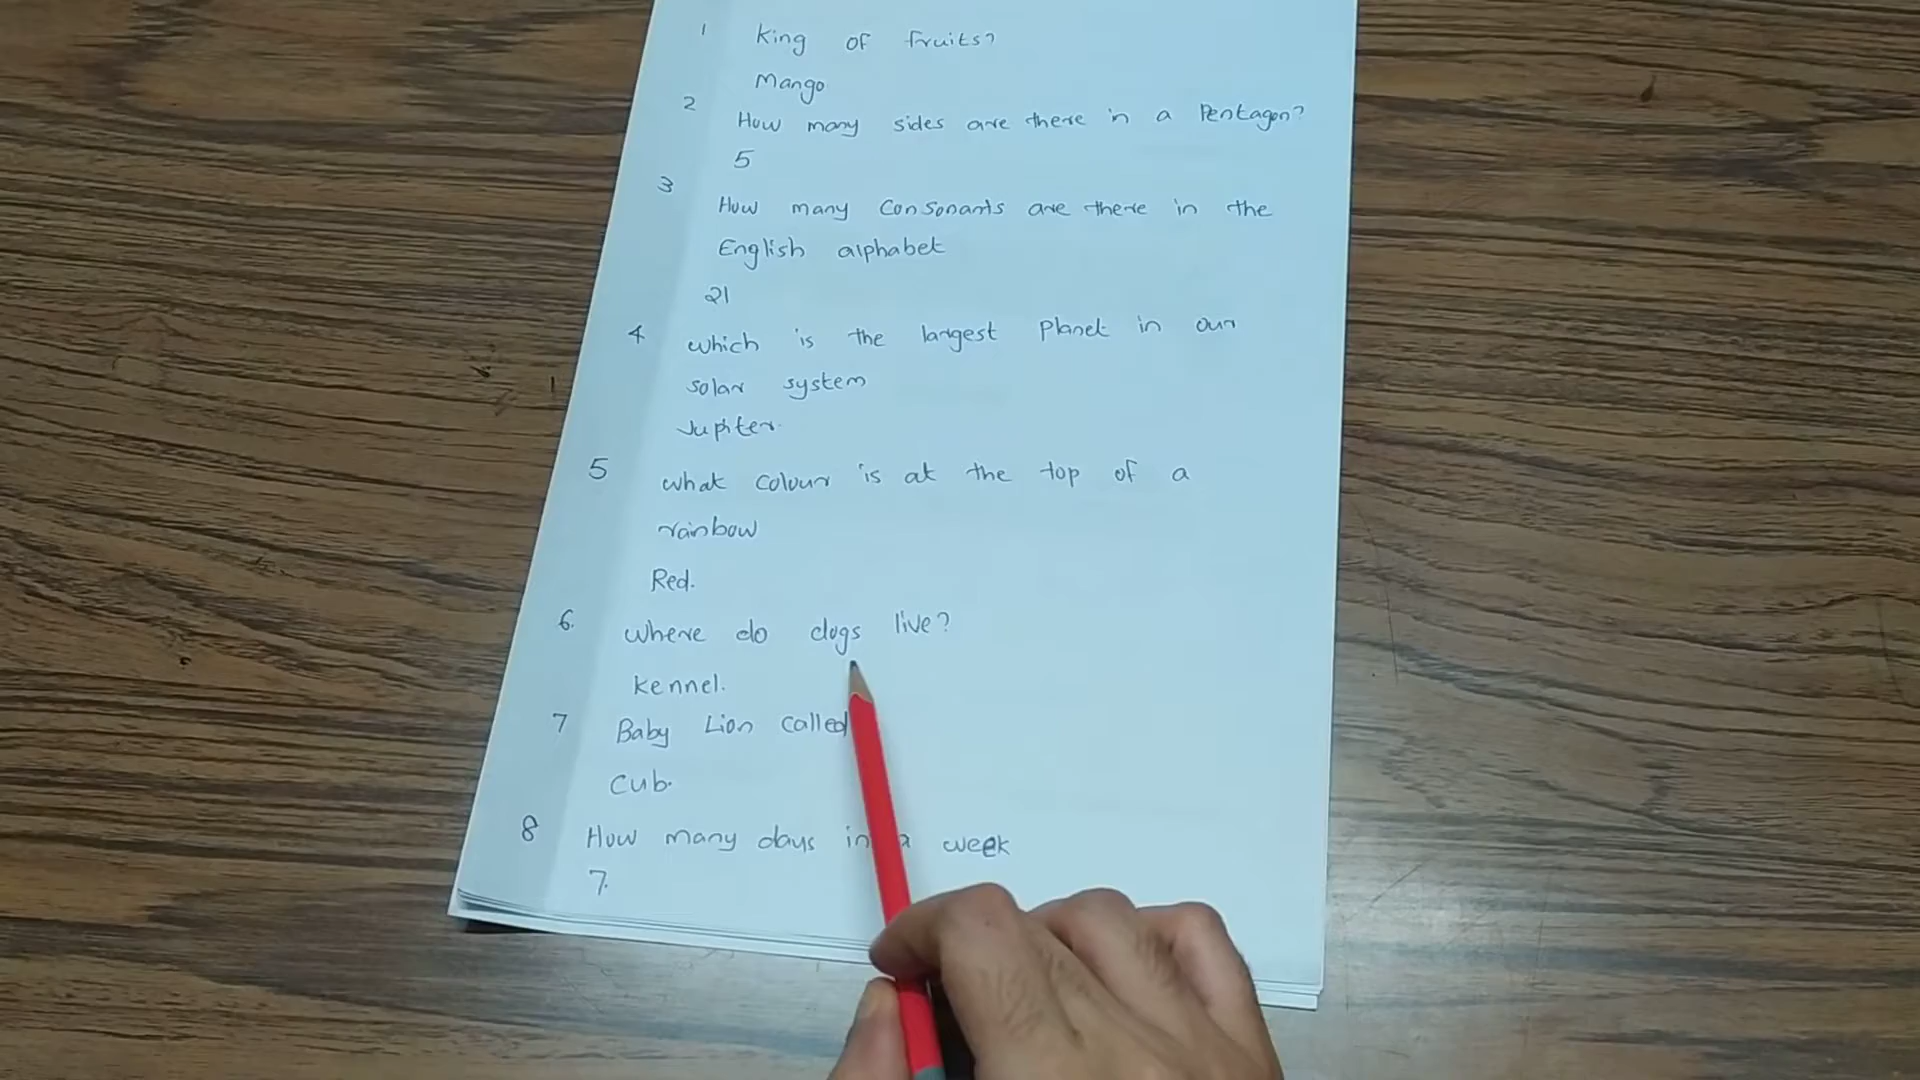 1 King of fruits?
Mango
2 How many sides are there in a Pentagon?
5
3 How many Consonants are there in the
English alphabet
21
4 which is the largest Planet in our
solar system
Jupiter.
5 what colour is at the top of a
rainbow
Red.
6. where do dogs live?
kennel.
7 Baby Lion called
Cub.
8 How many days in a week
7.